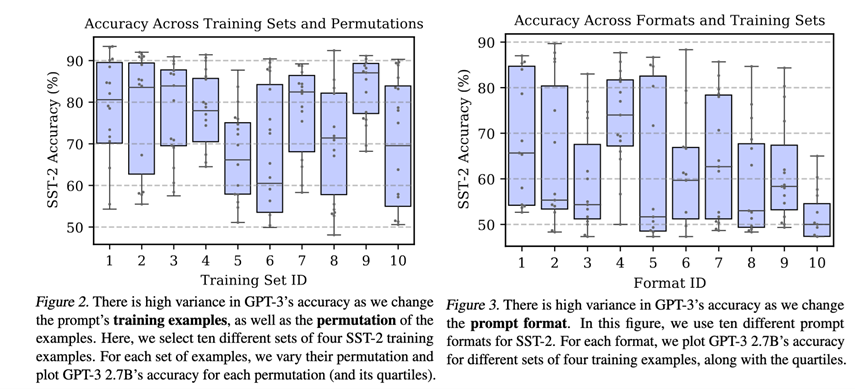 Accuracy Across Training Sets and Permutations
90
80
70
60
50
SST-2 Accuracy (%)
1 2 3 4 5 6 7 8 9 10
Training Set ID
Figure 2. There is high variance in GPT-3's accuracy as we change
the prompt's training examples, as well as the permutation of the
examples. Here, we select ten different sets of four SST-2 training
examples. For each set of examples, we vary their permutation and
plot GPT-3 2.7B's accuracy for each permutation (and its quartiles).
Accuracy Across Formats and Training Sets
90
80
70
60
50
SST-2 Accuracy (%)
1 2 3 4 5 6 7 8 9 10
Format ID
Figure 3. There is high variance in GPT-3's accuracy as we change
the prompt format. In this figure, we use ten different prompt
formats for SST-2. For each format, we plot GPT-3 2.7B's accuracy
for different sets of four training examples, along with the quartiles.